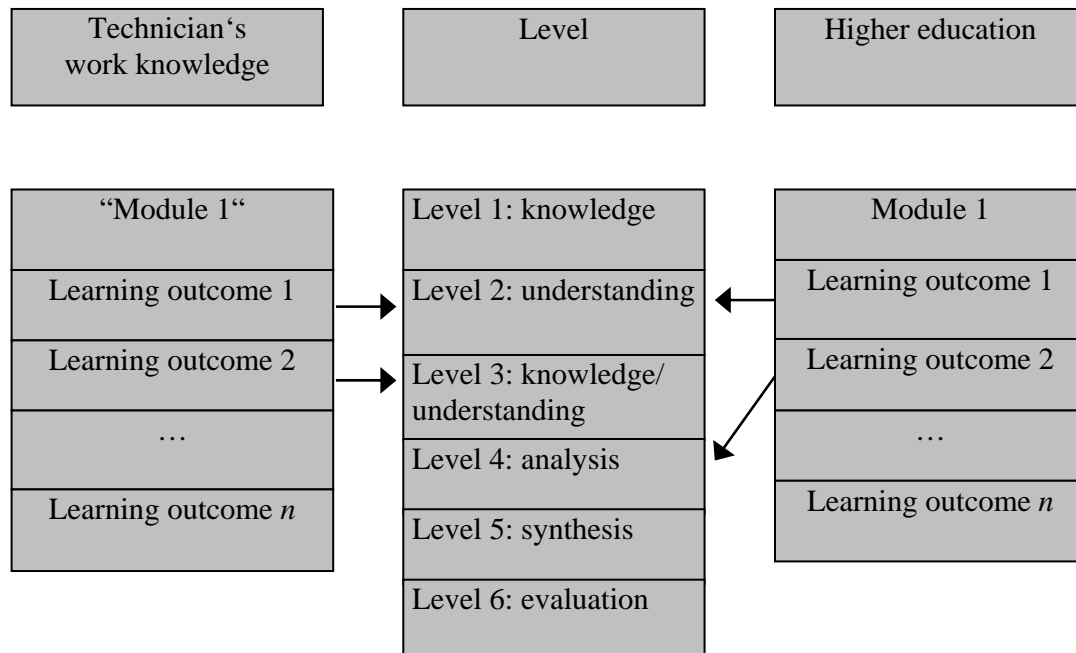 Technician‘s
work knowledge
Level
Higher education
“Module 1“
Learning outcome 1
Learning outcome 2
…
Learning outcome n
Level 1: knowledge
Level 2: understanding
Level 3: knowledge/
understanding
Level 4: analysis
Level 5: synthesis
Level 6: evaluation
Module 1
Learning outcome 1
Learning outcome 2
…
Learning outcome n